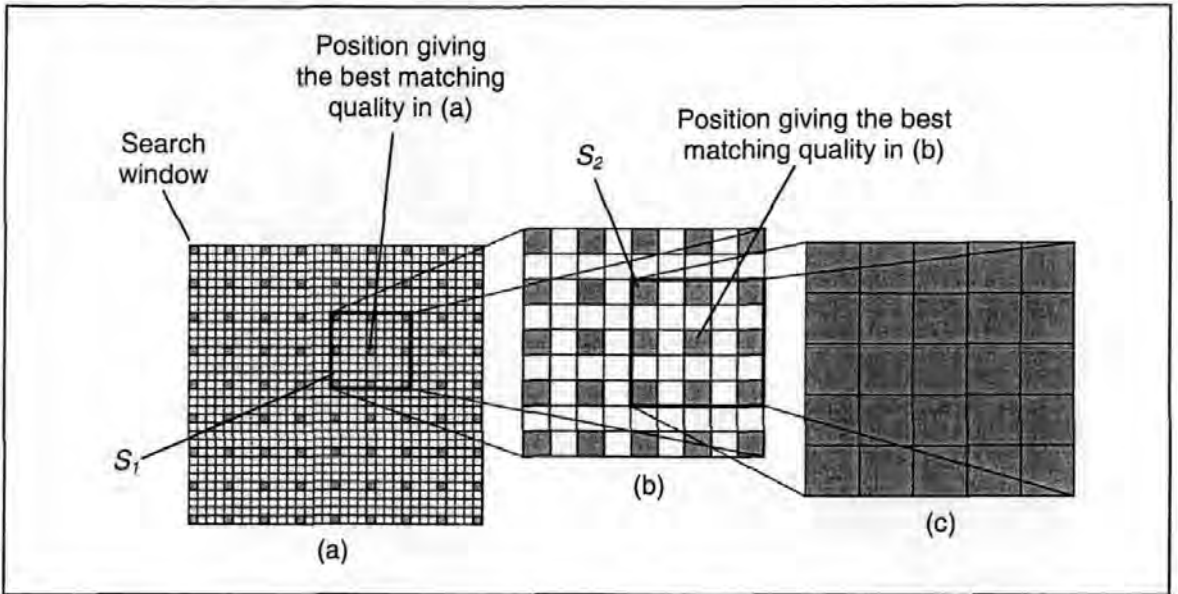 Position giving
the best matching
quality in (a)
Search
window
Position giving the best
matching quality in (b)
S2
S1
(a)
(b)
(c)